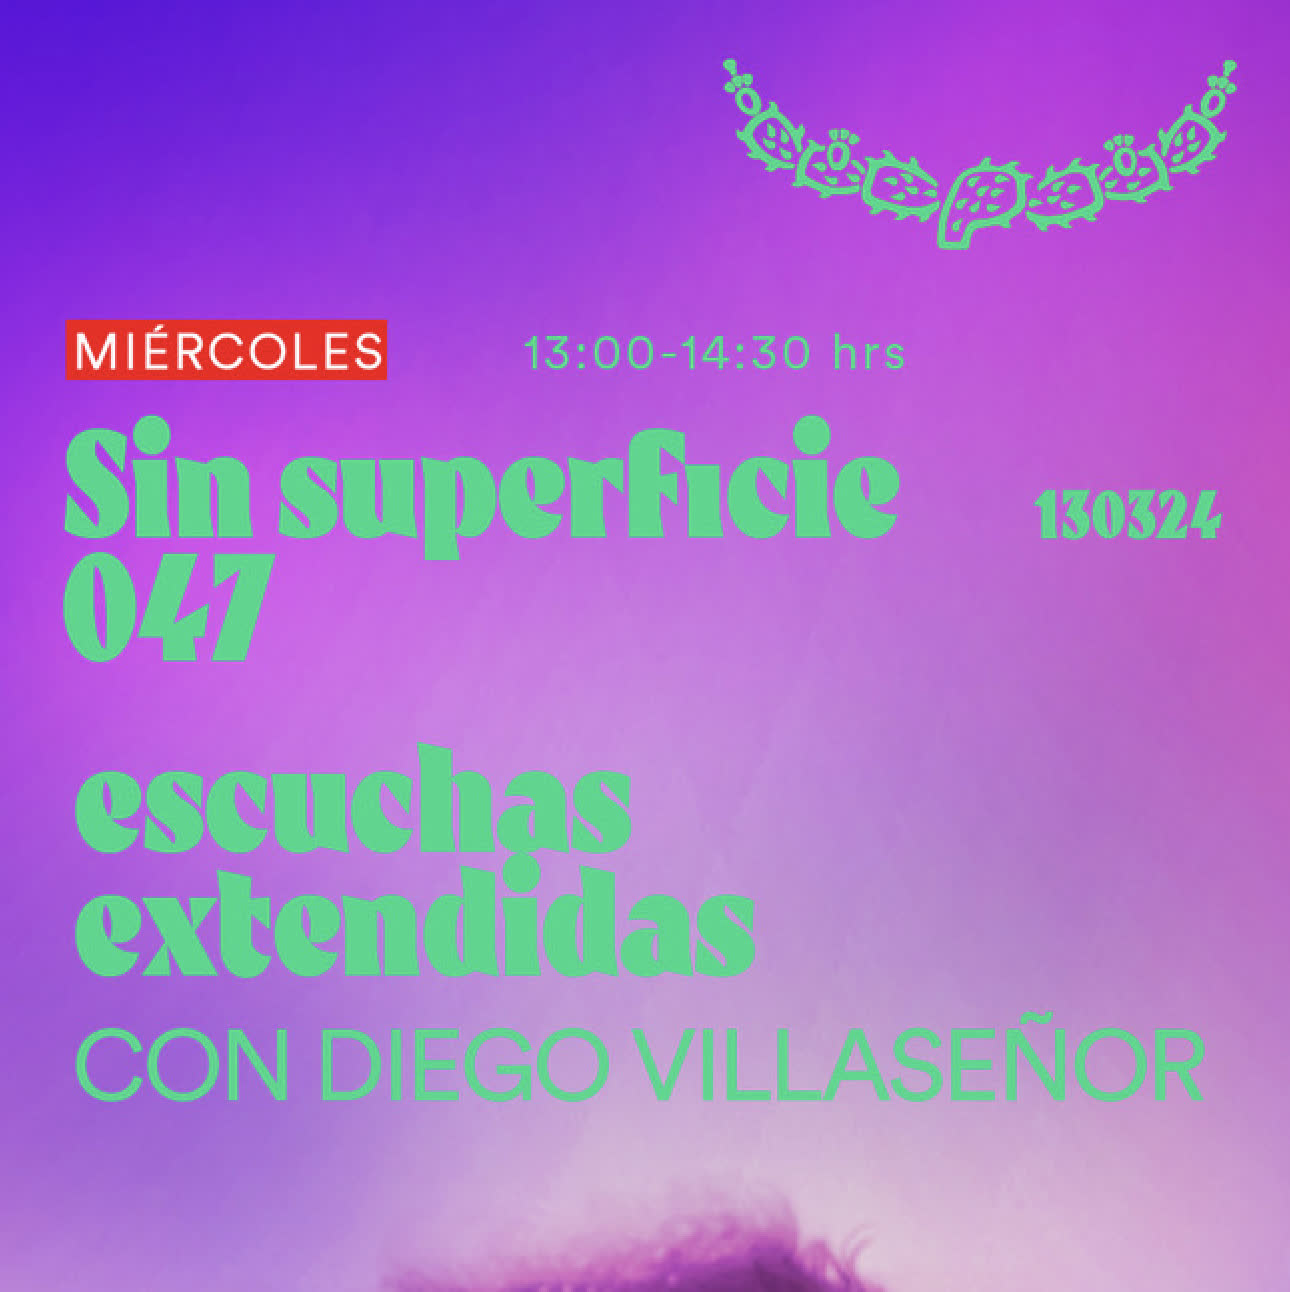 MIÉRCOLES 13:00-14:30 hrs
Sin superficie
130324
047
escuchas
extendidas
CON DIEGO VILLASEÑOR